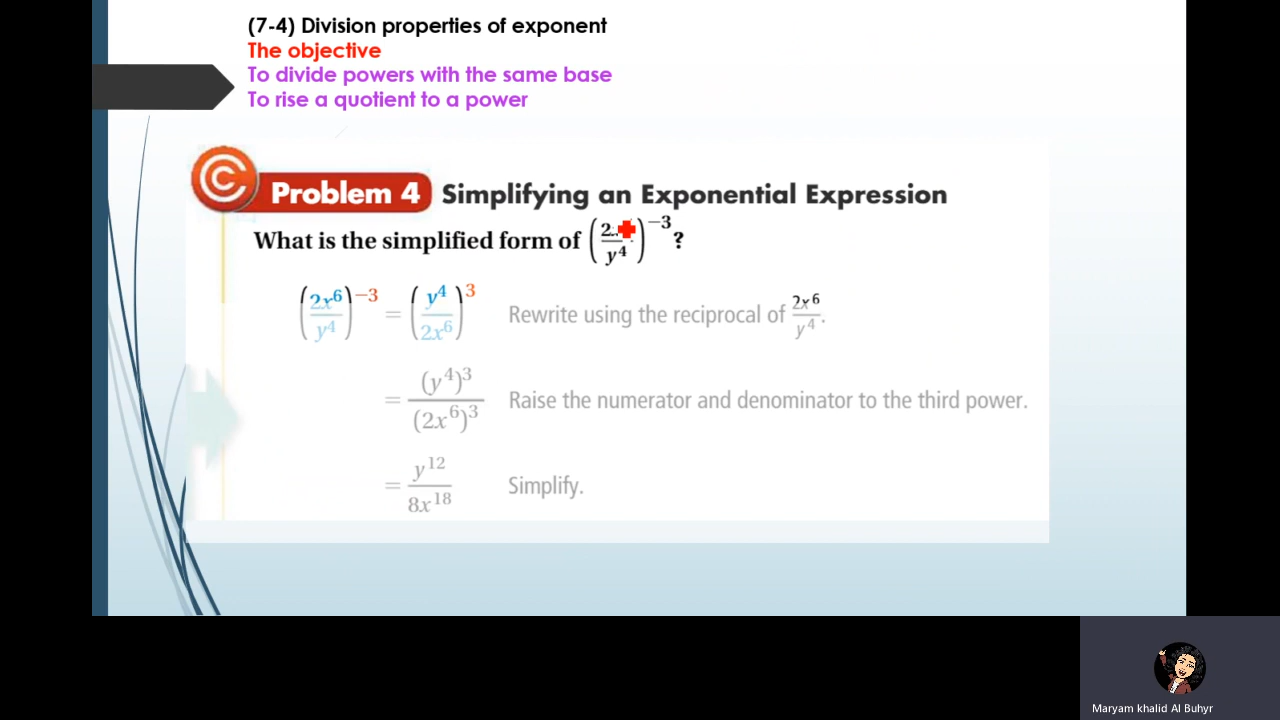 (7-4) Division properties of exponent
The objective
To divide powers with the same base
To rise a quotient to a power
Problem 4 Simplifying an Exponential Expression
What is the simplified form of (2/y⁴)⁻³?
(2x⁶/y⁴)⁻³ = (y⁴/2x⁶)³ Rewrite using the reciprocal of 2x⁶/y⁴.
= (y⁴)³/(2x⁶)³ Raise the numerator and denominator to the third power.
= y¹²/8x¹⁸ Simplify.
Maryam khalid Al Buhyr